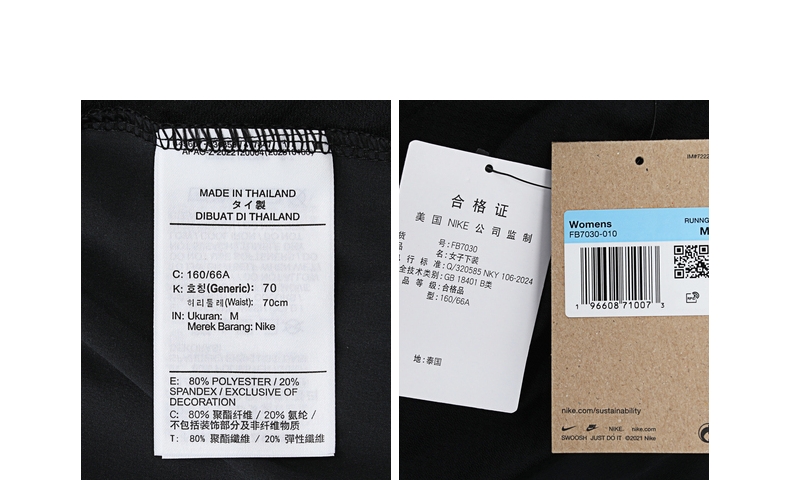 MADE IN THAILAND
タイ製
DIBUAT DI THAILAND
C: 160/66A
K: 호칭(Generic): 70
허리둘레(Waist): 70cm
IN: Ukuran: M
Merek Barang: Nike
E: 80% POLYESTER / 20%
SPANDEX / EXCLUSIVE OF
DECORATION
C: 80% 聚酯纤维 / 20% 氨纶 /
不包括装饰部分及非纤维物质
T: 80% 聚酯纖維 / 20% 彈性纖維
合格证
美国 NIKE 公司监制
货 号: FB7030
品 名: 女子下装
行 标 准: Q/320585 NKY 106-2024
全技术类别: GB 18401 B类
品 等 级: 合格品
型: 160/66A
地: 泰国
Womens
FB7030-010
RUNNG
M
1 96608 71007 3
nike.com/sustainability
NIKE. nike.com
SWOOSH JUST DO IT ©2021 Nike